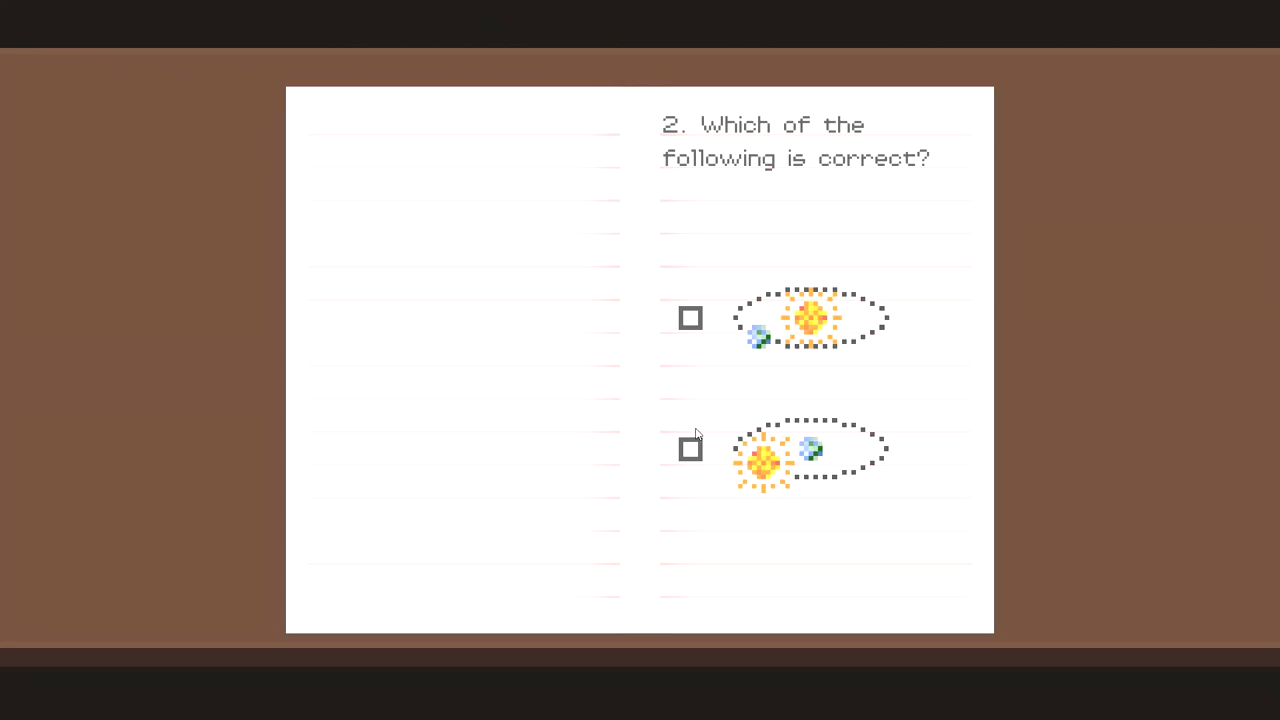 2. Which of the
following is correct?